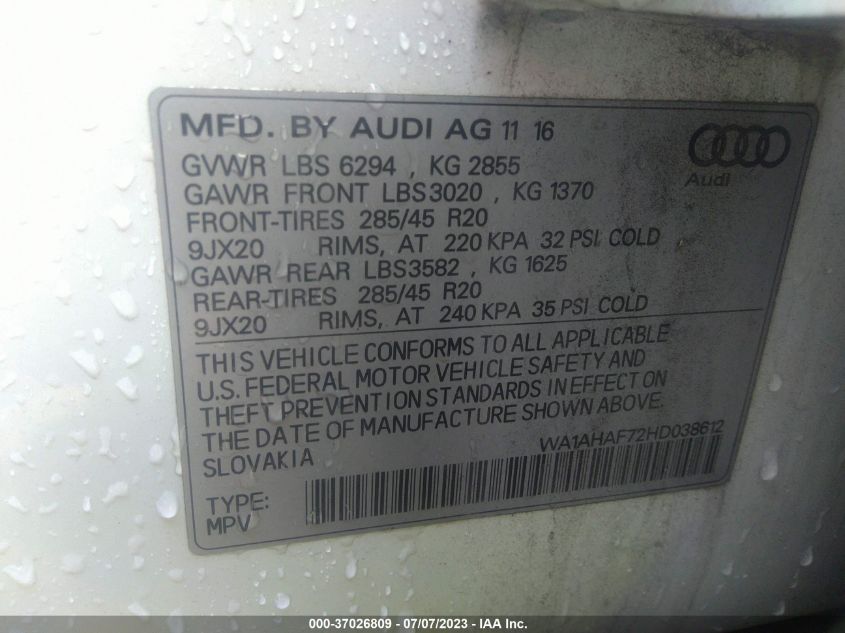 MFD. BY AUDI AG 11 16
Audi
GVWR LBS 6294 , KG 2855
GAWR FRONT LBS3020 , KG 1370
FRONT-TIRES 285/45 R20
9JX20 RIMS, AT 220 KPA 32 PSI COLD
GAWR REAR LBS3582 , KG 1625
REAR-TIRES 285/45 R20
9JX20 RIMS, AT 240 KPA 35 PSI COLD
THIS VEHICLE CONFORMS TO ALL APPLICABLE
U.S. FEDERAL MOTOR VEHICLE SAFETY AND
THEFT PREVENTION STANDARDS IN EFFECT ON
THE DATE OF MANUFACTURE SHOWN ABOVE.
SLOVAKIA
WA1AHAF72HD038612
TYPE:
MPV
000-37026809 - 07/07/2023 - WA Inc.